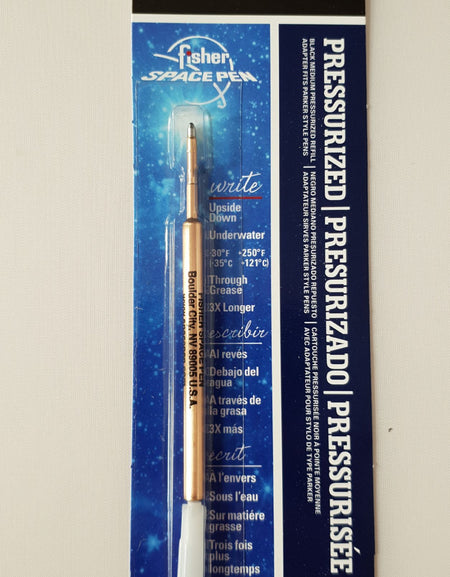 fisher
SPACE PEN
write
Upside
Down
Underwater
-30°F +250°F
(-35°C +121°C)
Through
Grease
3X Longer
escribir
Al revés
Debajo del
agua
A través de
la grasa
3X más
écrit
A l'envers
Sous l'eau
Sur matière
grasse
Trois fois
plus
longtemps
FISHER SPACE PEN
Boulder City, NV 89005 U.S.A.
PRESSURIZED | PRESURIZADO | PRESSURISÉE
BLACK MEDIUM PRESSURIZED REFILL | NEGRO MEDIANO PRESURIZADO REPUESTO | CARTOUCHE PRESSURISÉE NOIR À POINTE MOYENNE
ADAPTER FITS PARKER STYLE PENS | ADAPTATEUR SIRVES PARKER STYLE PENS | AVEC ADAPTATEUR POUR STYLO DE TYPE PARKER